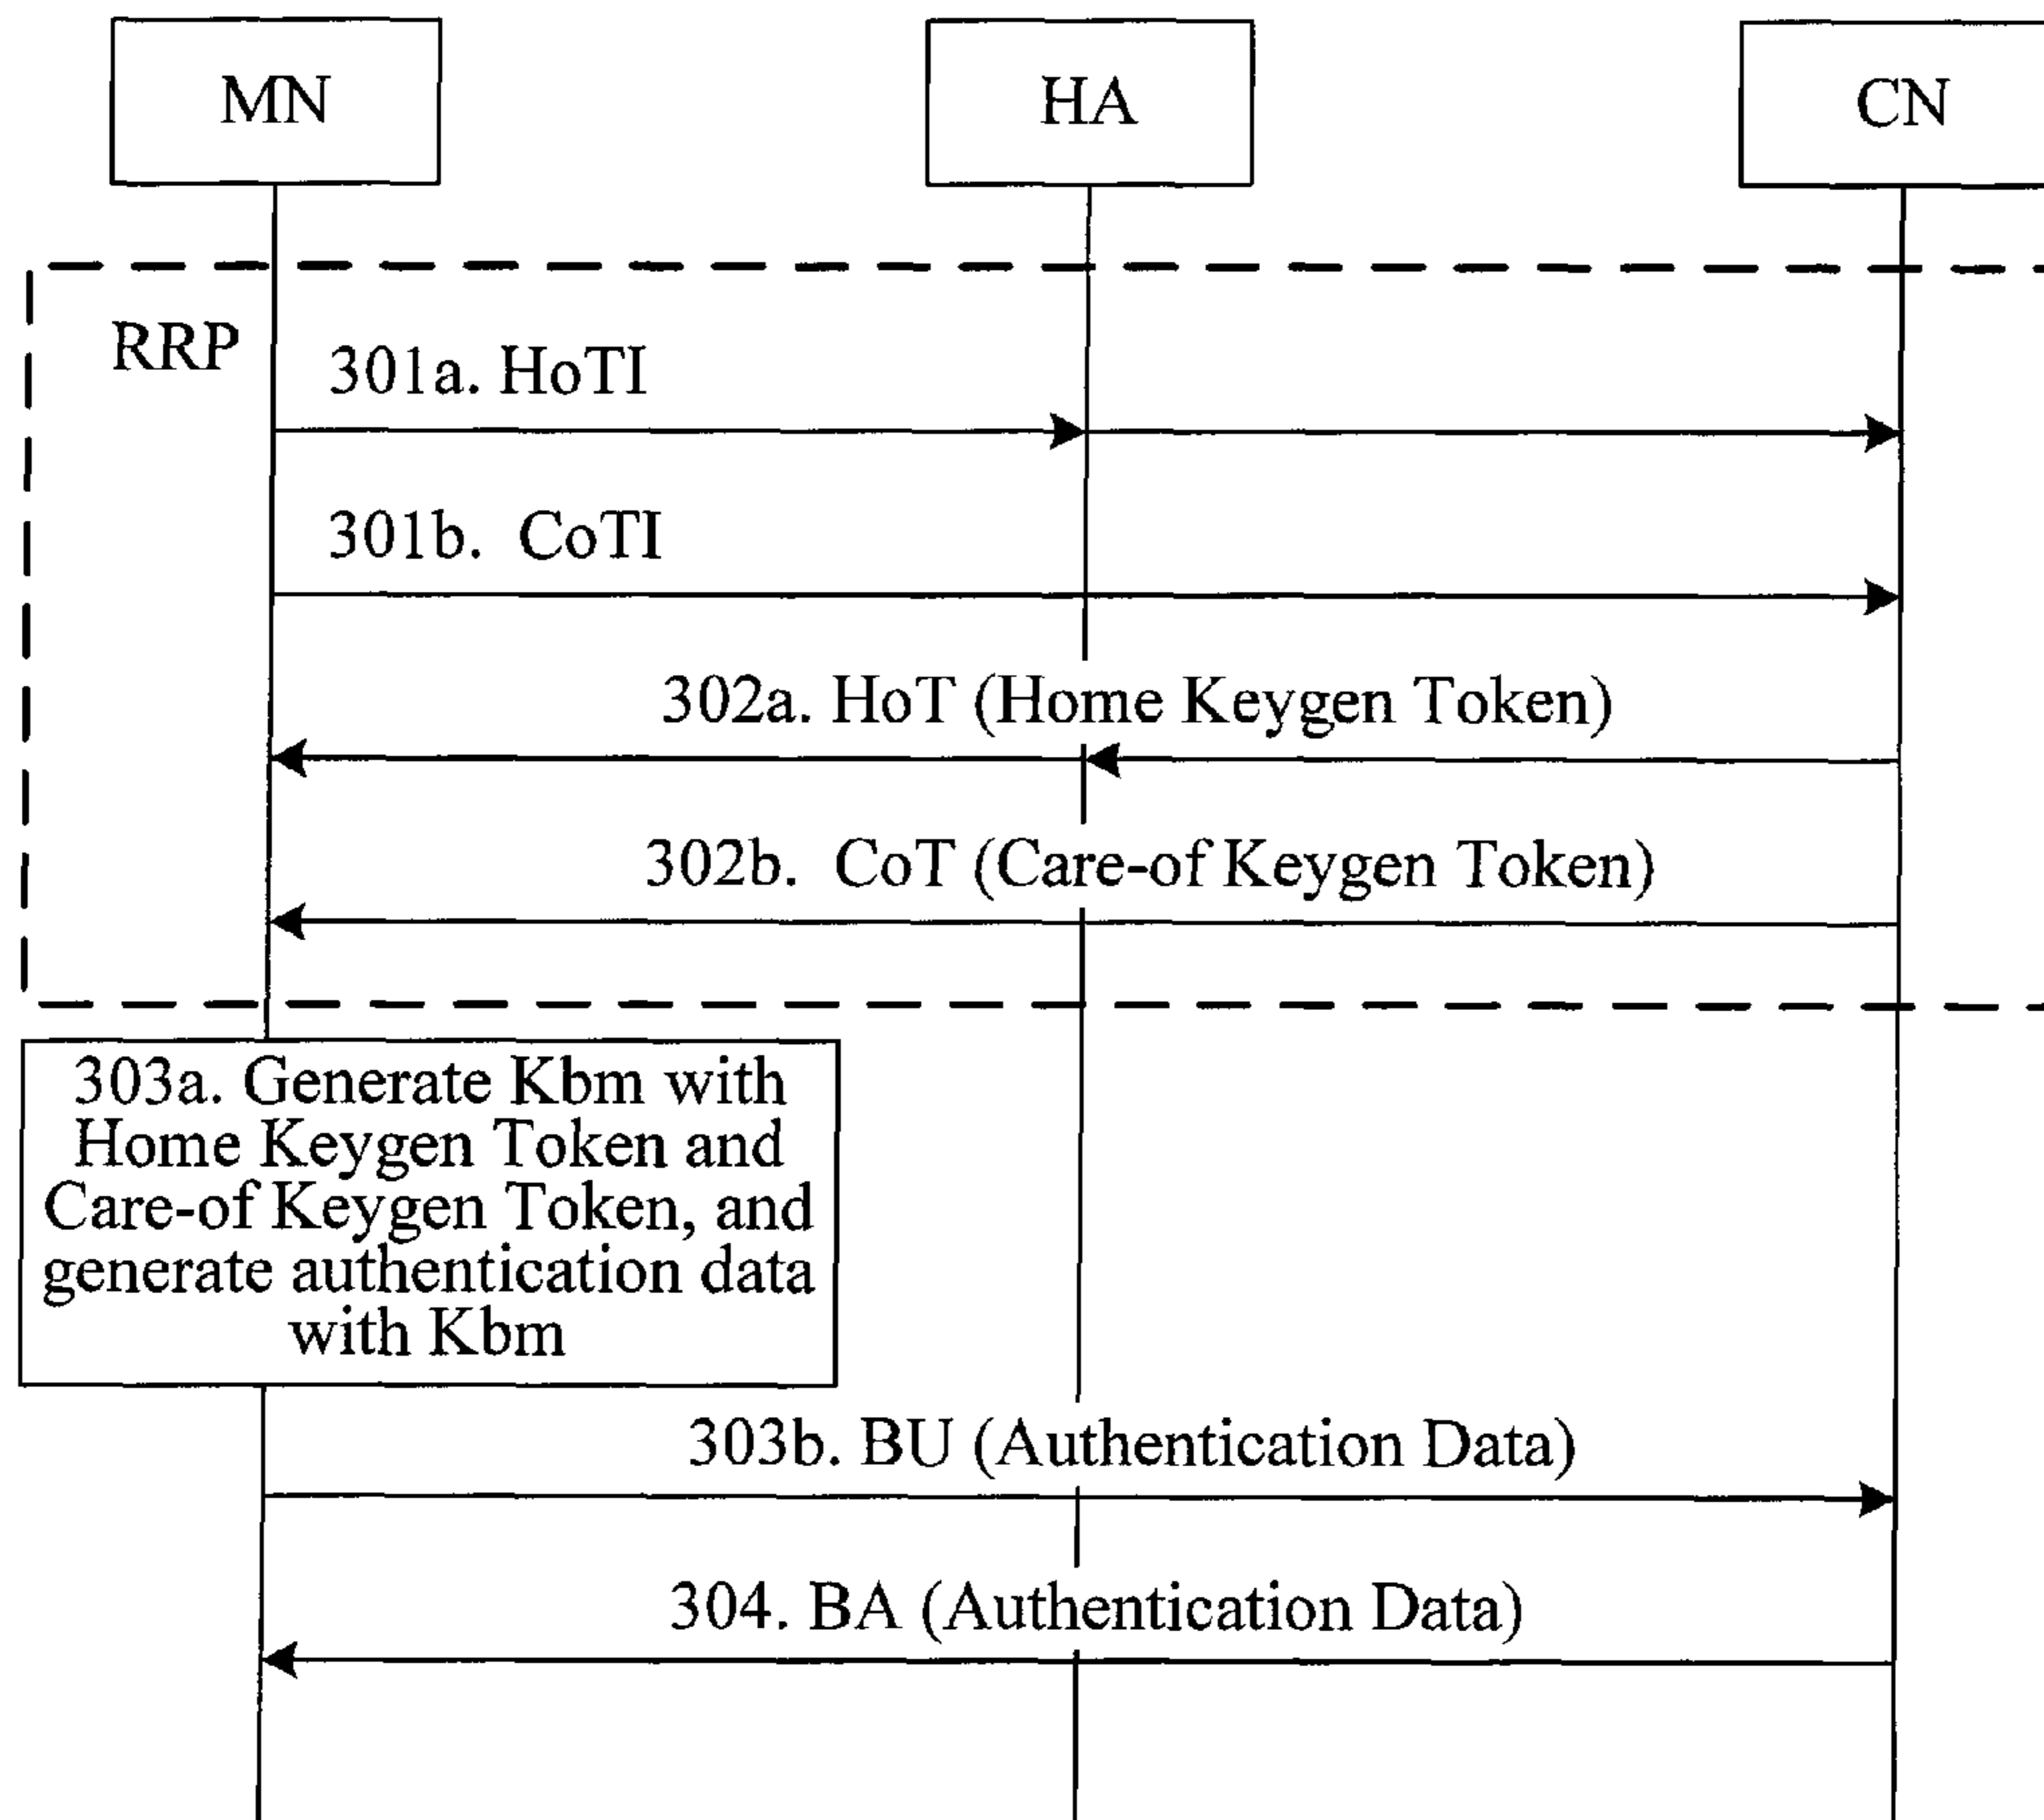 MN
HA
CN
RRP
301a. HoTI
301b. CoTI
302a. HoT (Home Keygen Token)
302b. CoT (Care-of Keygen Token)
303a. Generate Kbm with
Home Keygen Token and
Care-of Keygen Token, and
generate authentication data
with Kbm
303b. BU (Authentication Data)
304. BA (Authentication Data)